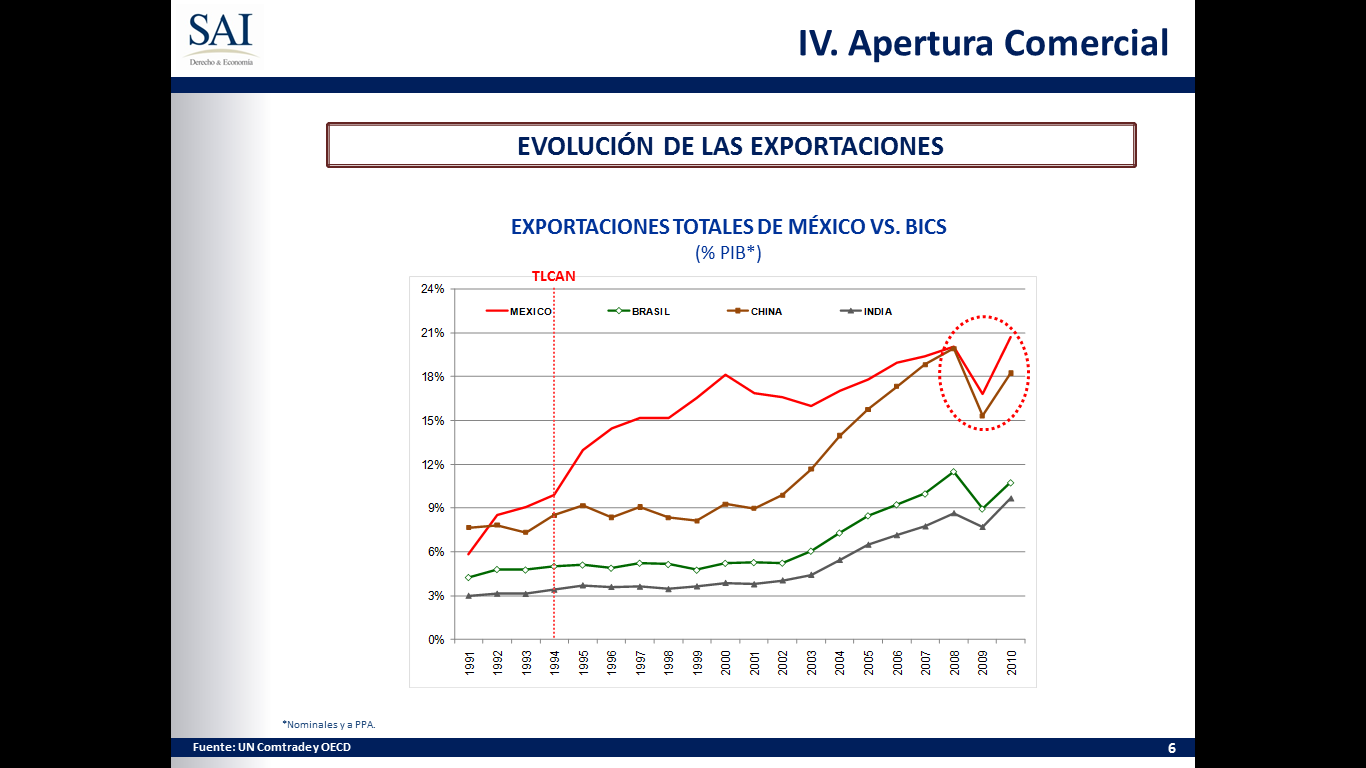 SAI
Derecho & Economía
IV. Apertura Comercial
EVOLUCIÓN DE LAS EXPORTACIONES
EXPORTACIONES TOTALES DE MÉXICO VS. BICS
(% PIB*)
TLCAN
MEXICO BRASIL CHINA INDIA
24%
21%
18%
15%
12%
9%
6%
3%
0%
1991 1992 1993 1994 1995 1996 1997 1998 1999 2000 2001 2002 2003 2004 2005 2006 2007 2008 2009 2010
*Nominales y a PPA.
Fuente: UN Comtrade y OECD
6